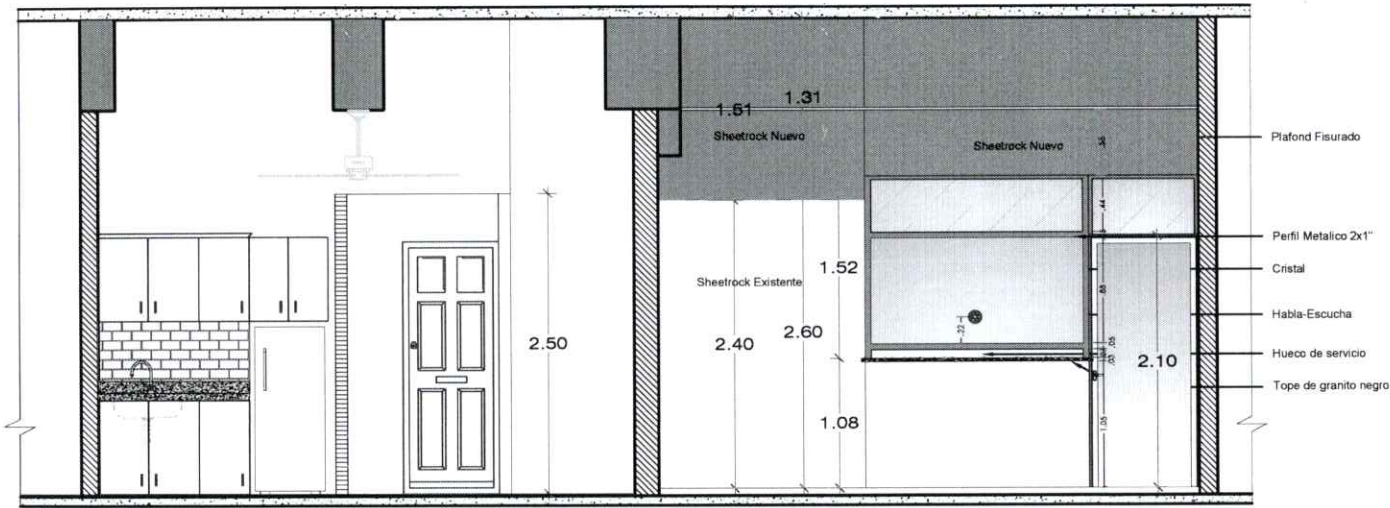 1.61
1.31
Sheetrock Nuevo
Sheetrock Nuevo
.36
Plafond Fisurado
.44
Perfil Metalico 2x1"
Sheetrock Existente
1.52
.88
Cristal
2.50
2.40
2.60
.22
.06
Habla-Escucha
2.10
Hueco de servicio
Tope de granito negro
1.08
1.05